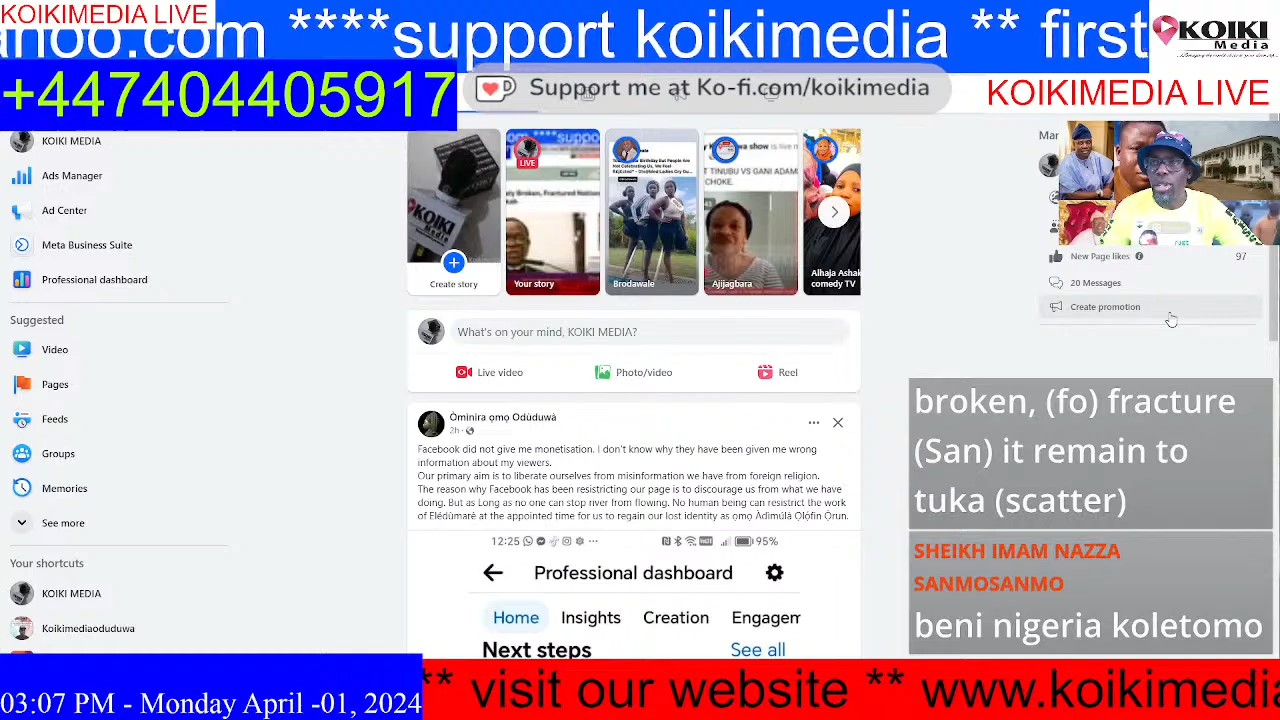 KOIKIMEDIA LIVE
ahoo.com ****support koikimedia ** first
KOIKI
Media
+447404405917
Support me at Ko-fi.com/koikimedia
KOIKIMEDIA LIVE
KOIKI MEDIA
Ads Manager
Ad Center
Meta Business Suite
Professional dashboard
Suggested
Video
Pages
Feeds
Groups
Memories
See more
Your shortcuts
KOIKI MEDIA
Koikimediaoduduwa
LIVE
Create story
Your story
Brodawale
Ajijagbara
Alhaja Ashak
comedy TV
What's on your mind, KOIKI MEDIA?
Live video
Photo/video
Reel
Òmìnira ọmọ Odùduwà
2h
Facebook did not give me monetisation. I don't know why they have been given me wrong
information about my viewers.
Our primary aim is to liberate ourselves from misinformation we have from foreign religion.
The reason why Facebook has been resistricting our page is to discourage us from what we have
doing. But as Long as no one can stop river from flowing. No human being can resistrict the work
of Elédùmarè at the appointed time for us to regain our lost identity as ọmọ Àdìmúlà Ọlọ́fin Ọ̀run.
12:25
95%
Professional dashboard
Home Insights Creation Engagem
Next steps
See all
Mar
New Page likes
97
20 Messages
Create promotion
broken, (fo) fracture
(San) it remain to
tuka (scatter)
SHEIKH IMAM NAZZA
SANMOSANMO
beni nigeria koletomo
03:07 PM - Monday April -01, 2024
** visit our website ** www.koikimedia